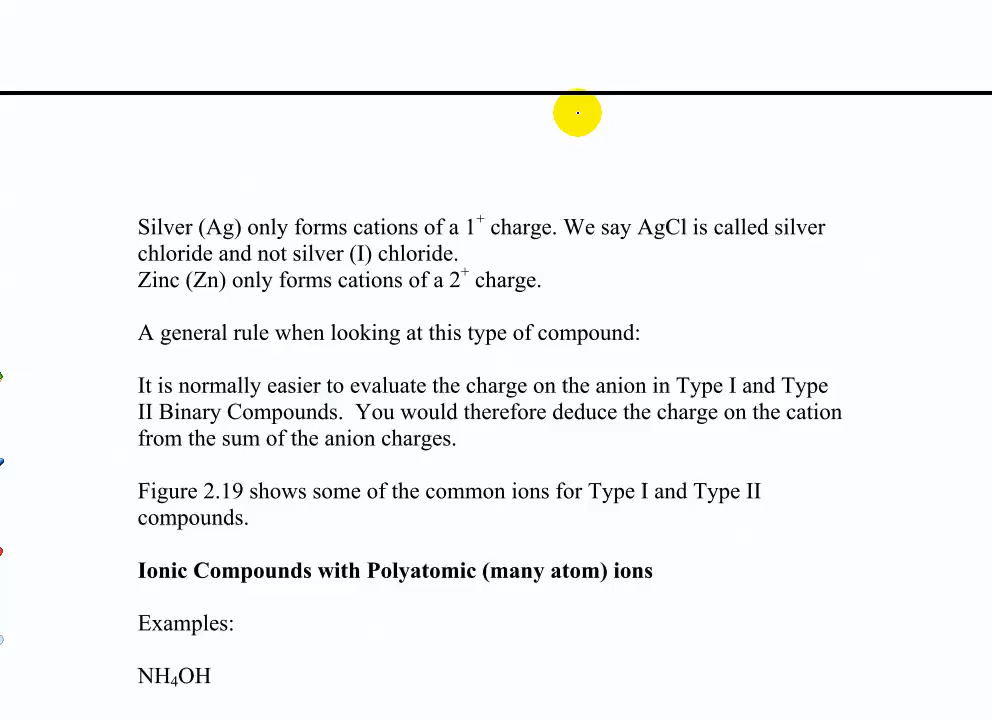 Silver (Ag) only forms cations of a 1⁺ charge. We say AgCl is called silver
chloride and not silver (I) chloride.
Zinc (Zn) only forms cations of a 2⁺ charge.
A general rule when looking at this type of compound:
It is normally easier to evaluate the charge on the anion in Type I and Type
II Binary Compounds.  You would therefore deduce the charge on the cation
from the sum of the anion charges.
Figure 2.19 shows some of the common ions for Type I and Type II
compounds.
Ionic Compounds with Polyatomic (many atom) ions
Examples:
NH₄OH